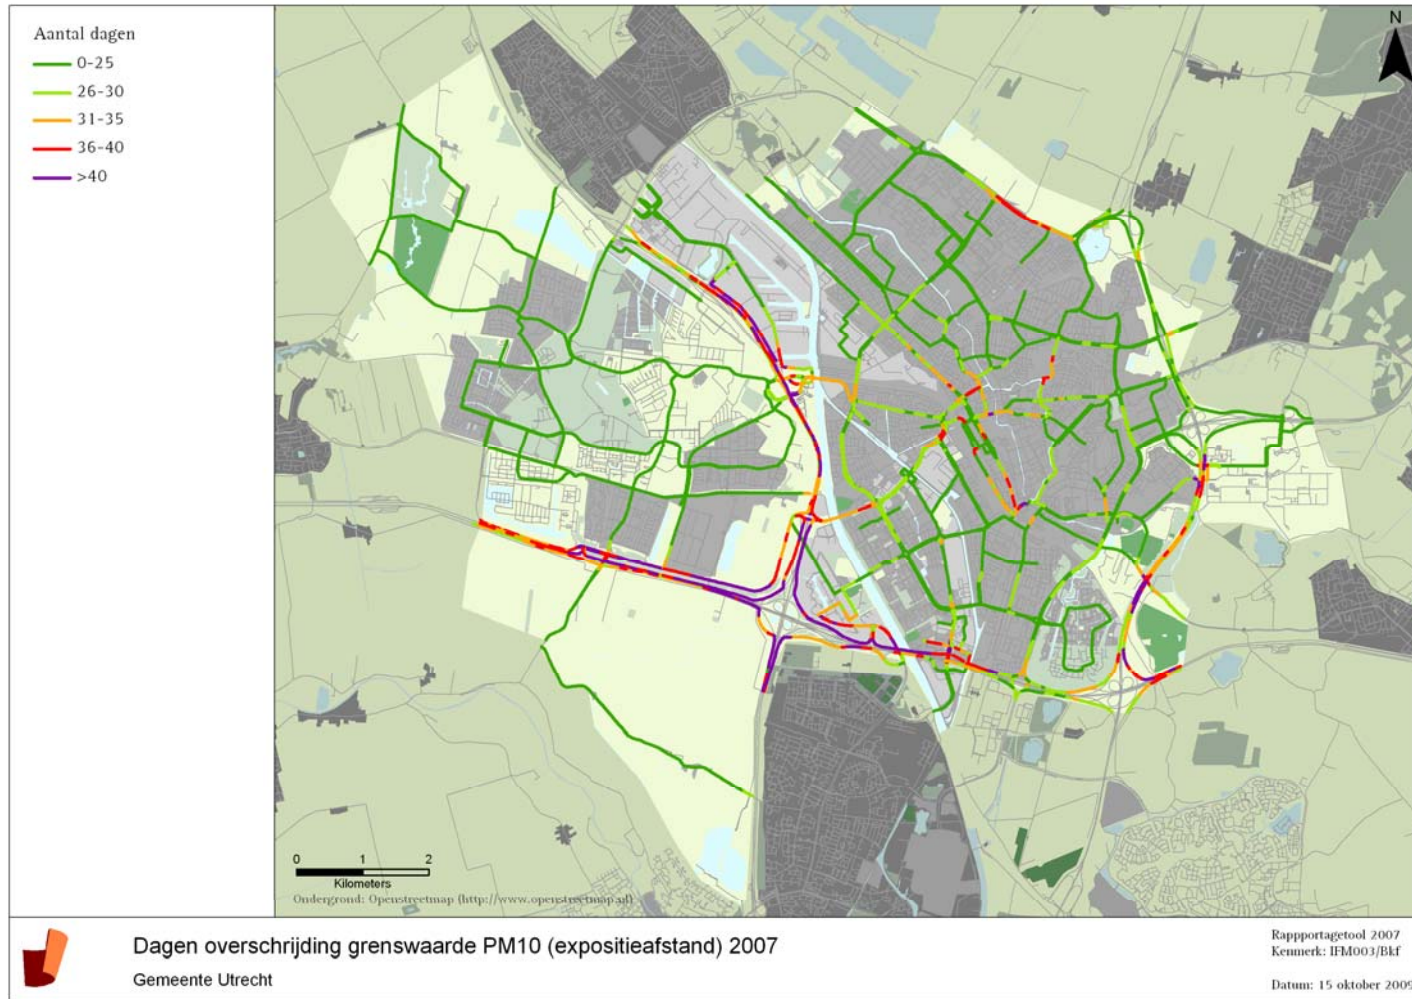 Aantal dagen
0-25
26-30
31-35
36-40
>40
N
0 1 2
Kilometers
Ondergrond: Openstreetmap (http://www.openstreetmap.nl)
Dagen overschrijding grenswaarde PM10 (expositieafstand) 2007
Gemeente Utrecht
Rappportagetool 2007
Kenmerk: IFM003/Bkf
Datum: 15 oktober 2009